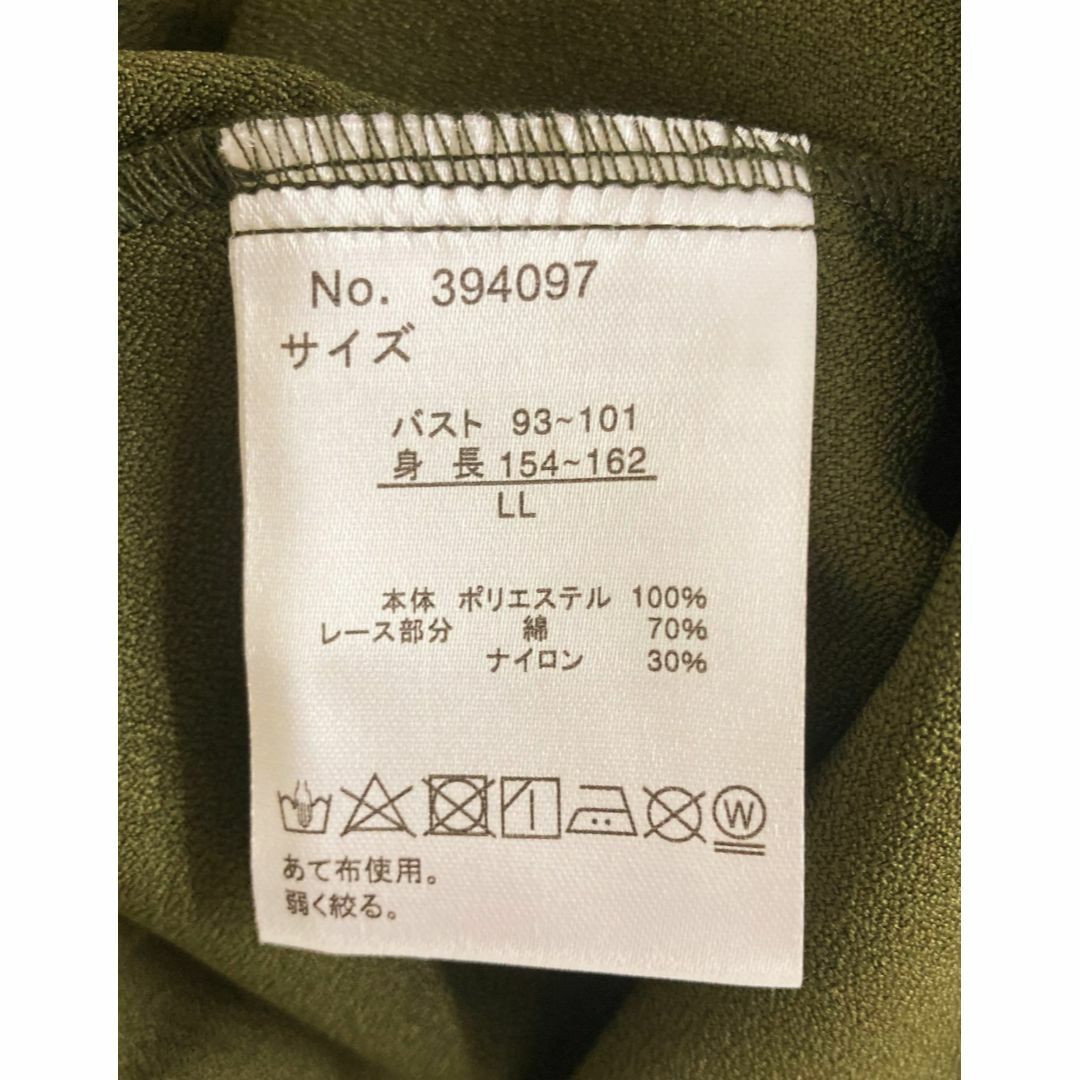 No. 394097
サイズ
バスト 93~101
身 長 154~162
LL
本体 ポリエステル 100%
レース部分 綿 70%
ナイロン 30%
W
あて布使用。
弱く絞る。